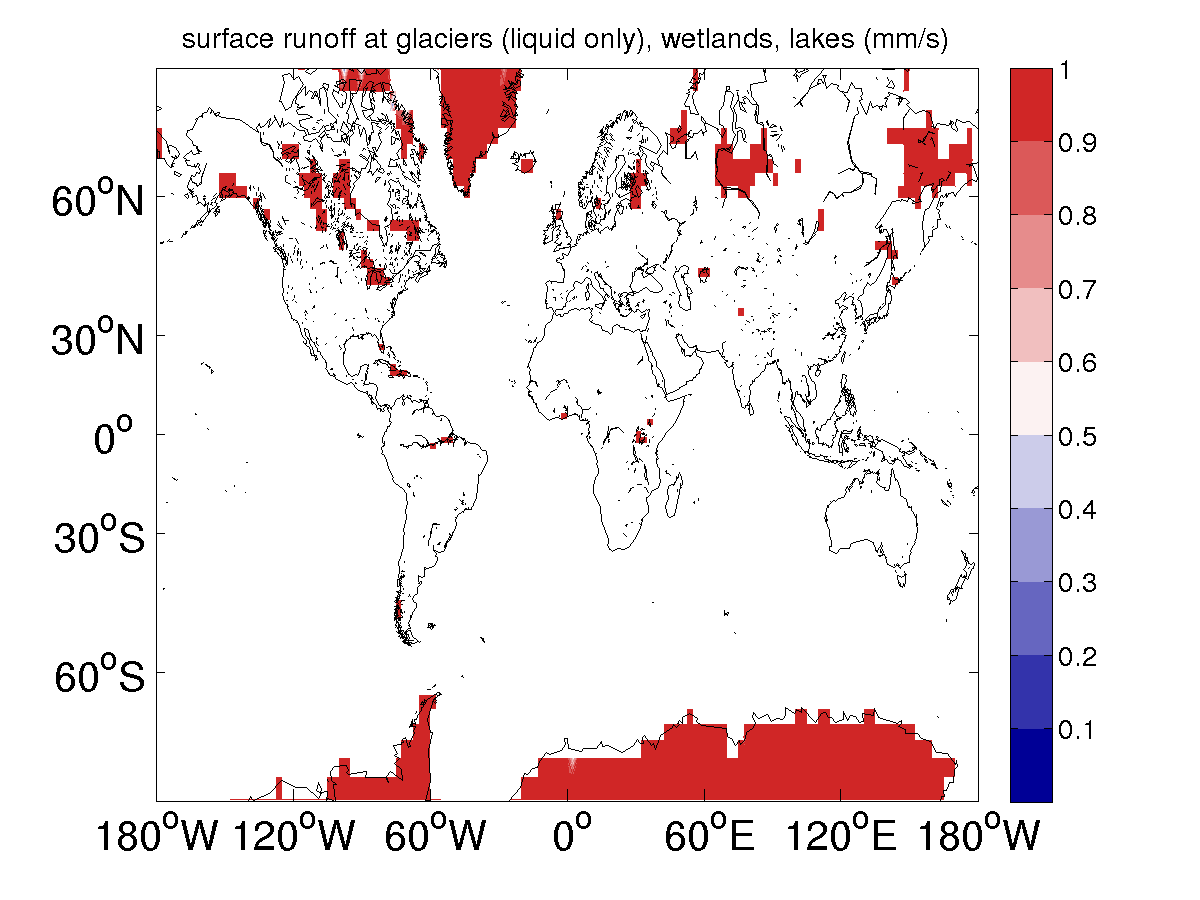 surface runoff at glaciers (liquid only), wetlands, lakes (mm/s)
1
0.9
0.8
0.7
0.6
0.5
0.4
0.3
0.2
0.1
60°N
30°N
0°
30°S
60°S
180°W 120°W 60°W 0° 60°E 120°E 180°W